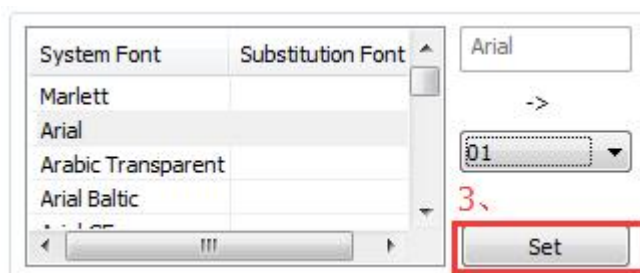 System Font Substitution Font
Marlett
Arial
Arabic Transparent
Arial Baltic
Arial
->
01
3、
Set